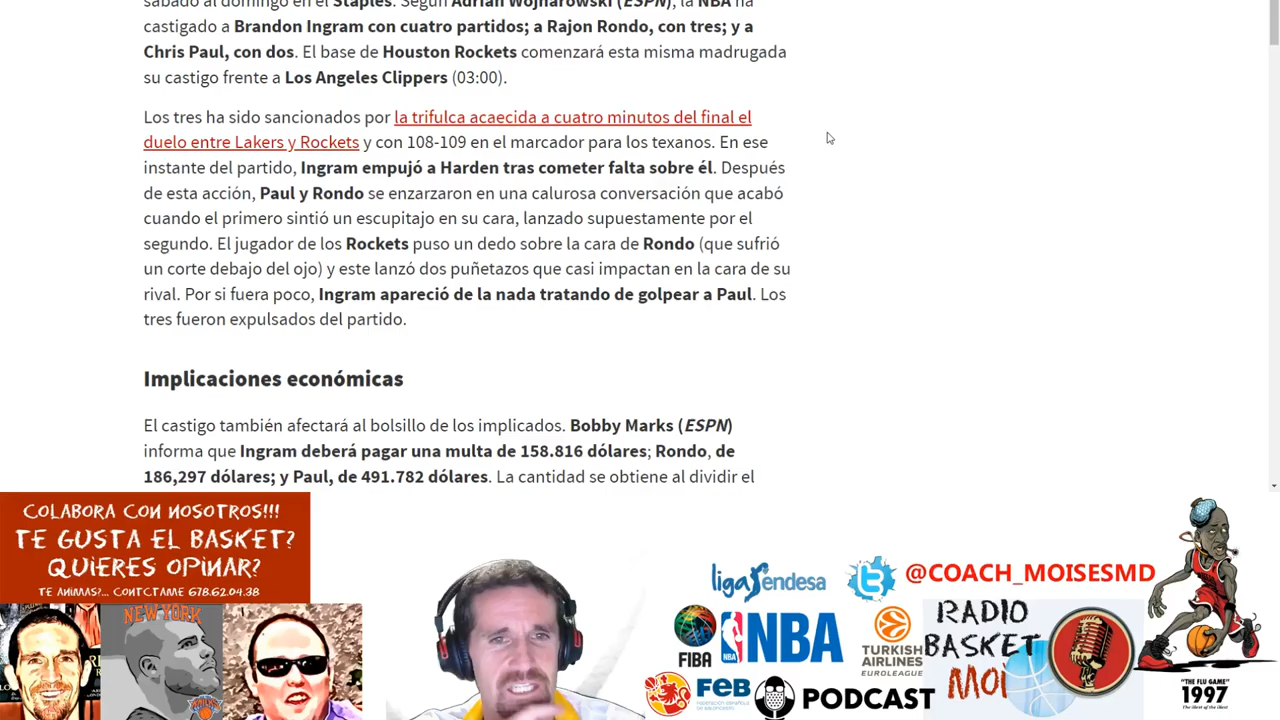 sábado al domingo en el Staples. Según Adrian Wojnarowski (ESPN), la NBA ha
castigado a Brandon Ingram con cuatro partidos; a Rajon Rondo, con tres; y a
Chris Paul, con dos. El base de Houston Rockets comenzará esta misma madrugada
su castigo frente a Los Angeles Clippers (03:00).
Los tres ha sido sancionados por la trifulca acaecida a cuatro minutos del final el
duelo entre Lakers y Rockets y con 108-109 en el marcador para los texanos. En ese
instante del partido, Ingram empujó a Harden tras cometer falta sobre él. Después
de esta acción, Paul y Rondo se enzarzaron en una calurosa conversación que acabó
cuando el primero sintió un escupitajo en su cara, lanzado supuestamente por el
segundo. El jugador de los Rockets puso un dedo sobre la cara de Rondo (que sufrió
un corte debajo del ojo) y este lanzó dos puñetazos que casi impactan en la cara de su
rival. Por si fuera poco, Ingram apareció de la nada tratando de golpear a Paul. Los
tres fueron expulsados del partido.
Implicaciones económicas
El castigo también afectará al bolsillo de los implicados. Bobby Marks (ESPN)
informa que Ingram deberá pagar una multa de 158.816 dólares; Rondo, de
186,297 dólares; y Paul, de 491.782 dólares. La cantidad se obtiene al dividir el
COLABORA CON NOSOTROS!!!
TE GUSTA EL BASKET?
QUIERES OPINAR?
TE ANIMAS?... CONTCTAME 678.62.04.38
NEW YORK
liga endesa
@COACH_MOISESMD
FIBA
NBA
NBA
TURKISH
AIRLINES
EUROLEAGUE
RADIO
BASKET
MOI
FEB
FEDERACIÓN ESPAÑOLA
DE BALONCESTO
PODCAST
"THE FLU GAME"
1997